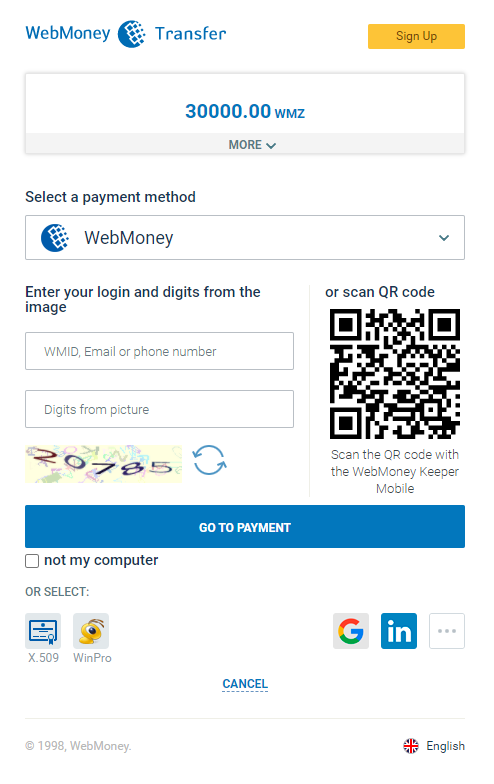 WebMoney Transfer
Sign Up
30000.00 WMZ
MORE
Select a payment method
WebMoney
Enter your login and digits from the
image
WMID, Email or phone number
Digits from picture
20785
or scan QR code
Scan the QR code with
the WebMoney Keeper
Mobile
GO TO PAYMENT
not my computer
OR SELECT:
X.509
WinPro
G
in
CANCEL
© 1998, WebMoney.
English